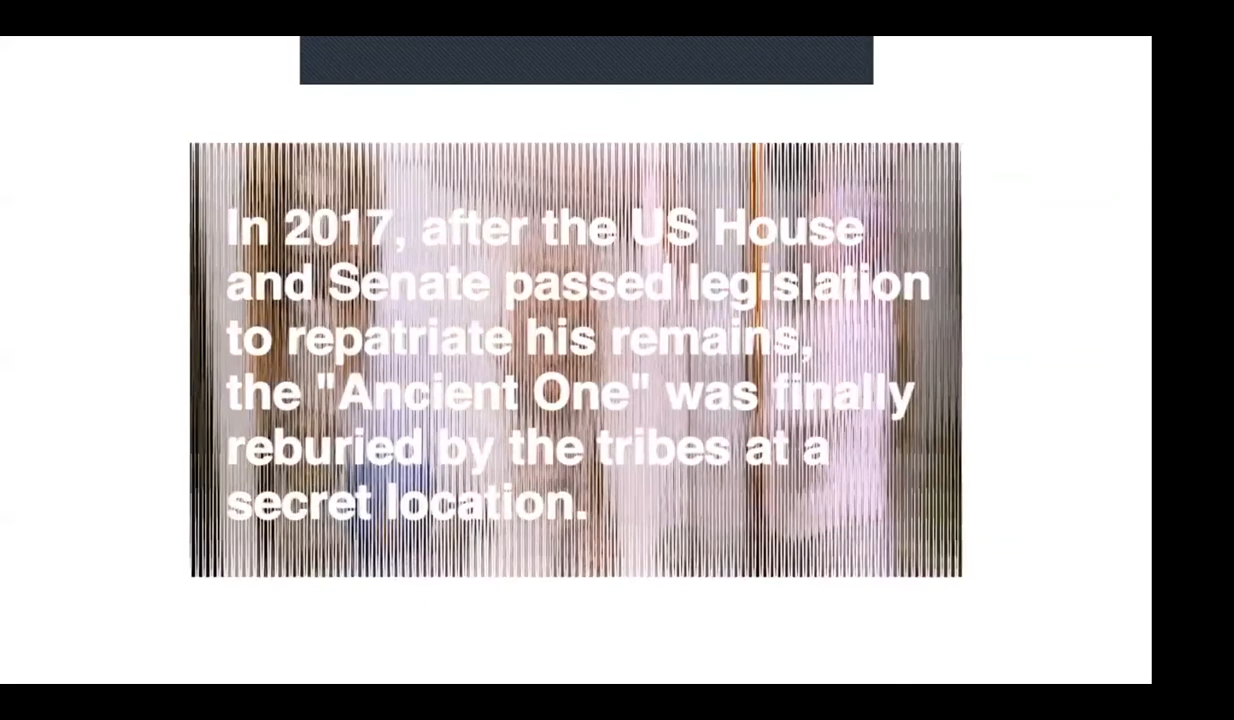 In 2017, after the US House
and Senate passed legislation
to repatriate his remains,
the "Ancient One" was finally
reburied by the tribes at a
secret location.